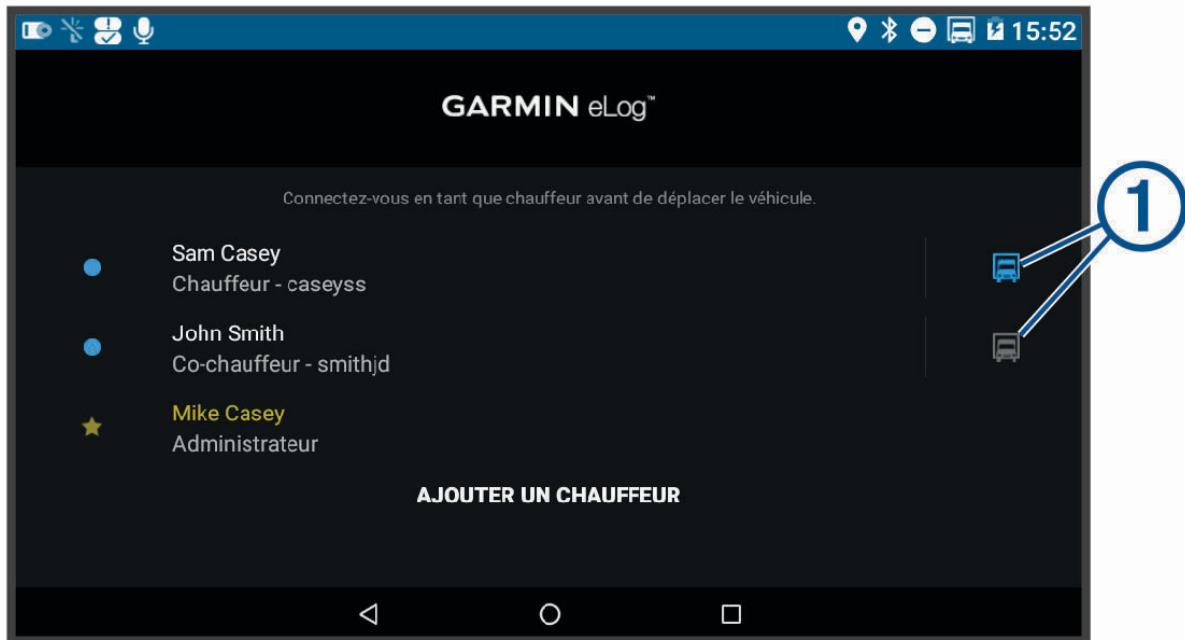 15:52
GARMIN eLog™
Connectez-vous en tant que chauffeur avant de déplacer le véhicule.
Sam Casey
Chauffeur - caseyss
1
John Smith
Co-chauffeur - smithjd
Mike Casey
Administrateur
AJOUTER UN CHAUFFEUR